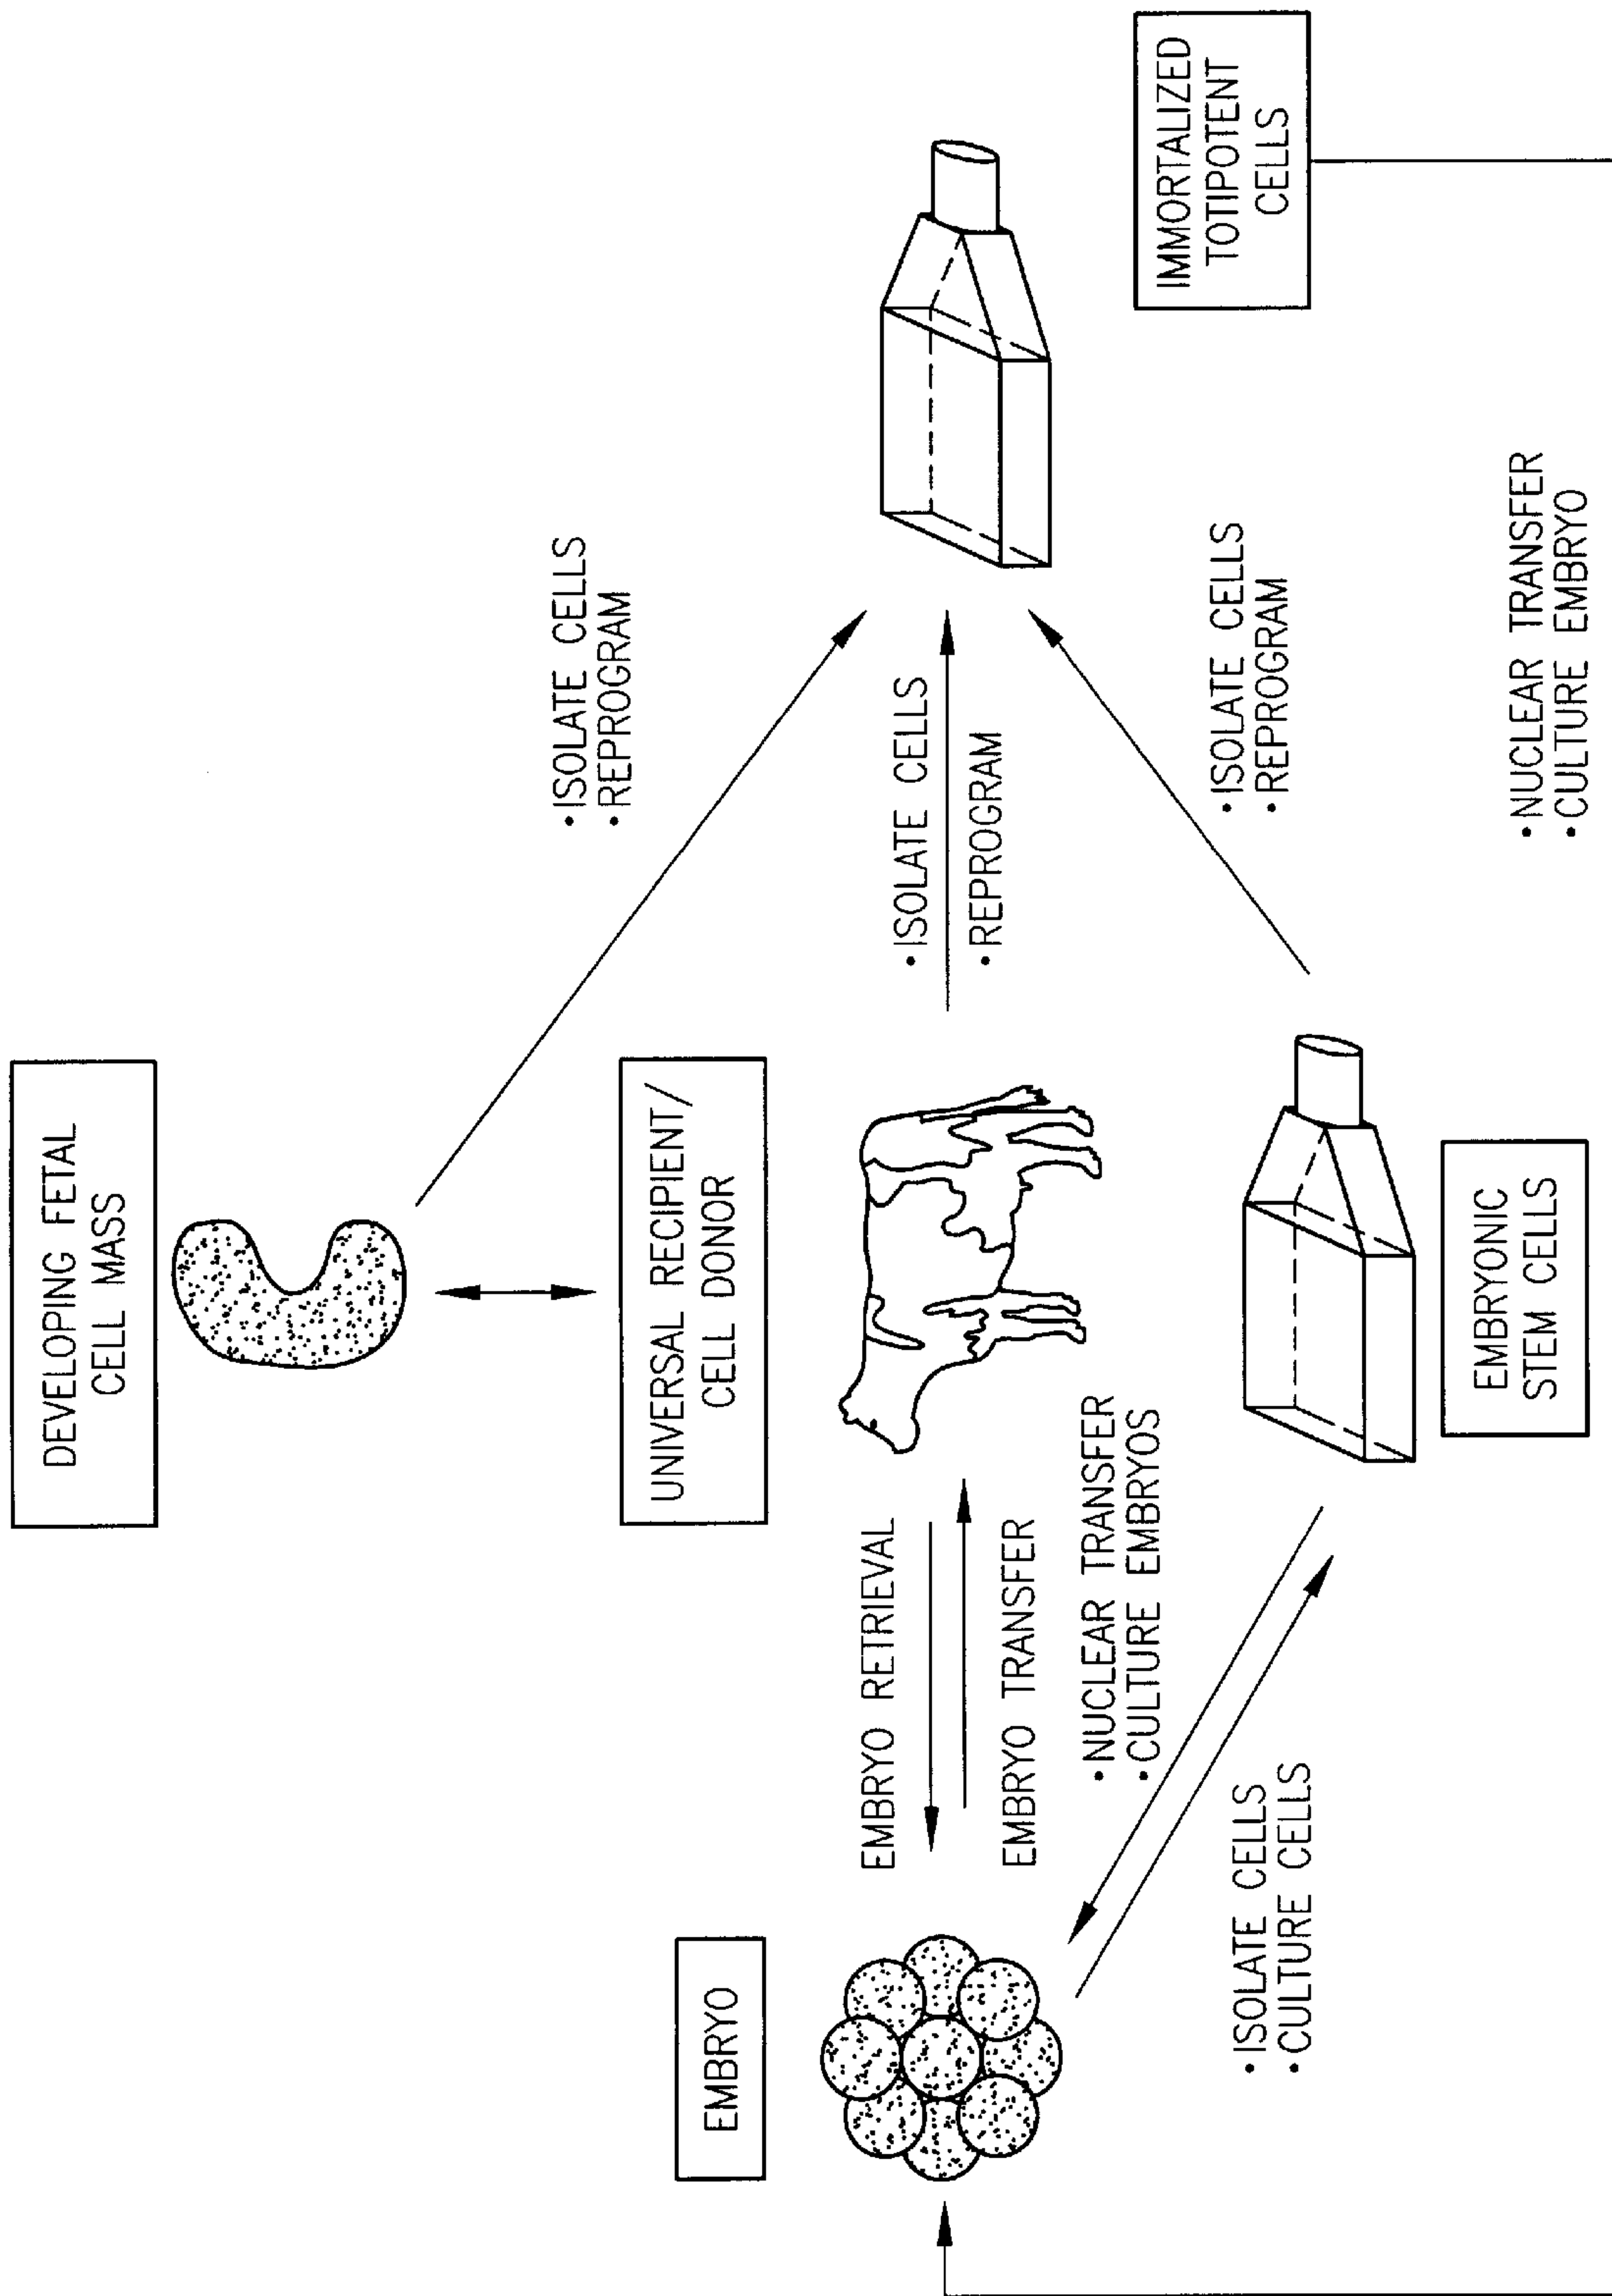 DEVELOPING FETAL
CELL MASS
•ISOLATE CELLS
•REPROGRAM
EMBRYO
UNIVERSAL RECIPIENT/
CELL DONOR
EMBRYO RETRIEVAL
•ISOLATE CELLS
EMBRYO TRANSFER
•REPROGRAM
•NUCLEAR TRANSFER
•CULTURE EMBRYOS
IMMORTALIZED
TOTIPOTENT
CELLS
•ISOLATE CELLS
•CULTURE CELLS
•ISOLATE CELLS
•REPROGRAM
EMBRYONIC
STEM CELLS
•NUCLEAR TRANSFER
•CULTURE EMBRYO